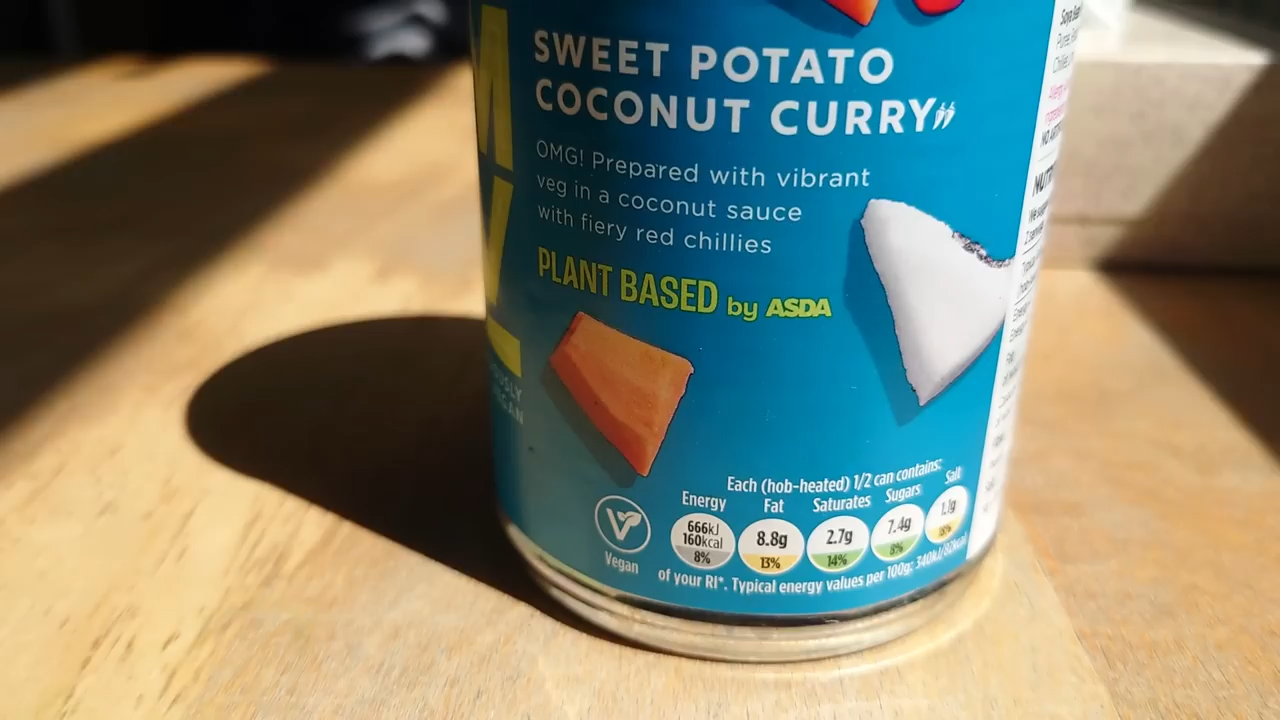 SWEET POTATO
COCONUT CURRY
OMG! Prepared with vibrant
veg in a coconut sauce
with fiery red chillies
PLANT BASED by ASDA
Each (hob-heated) 1/2 can contains:
Energy Fat Saturates Sugars Salt
666kJ
160kcal 8.8g 2.7g 7.4g 1.1g
8% 13% 14% 8%
Vegan
of your RI*. Typical energy values per 100g: 340kJ/82kcal